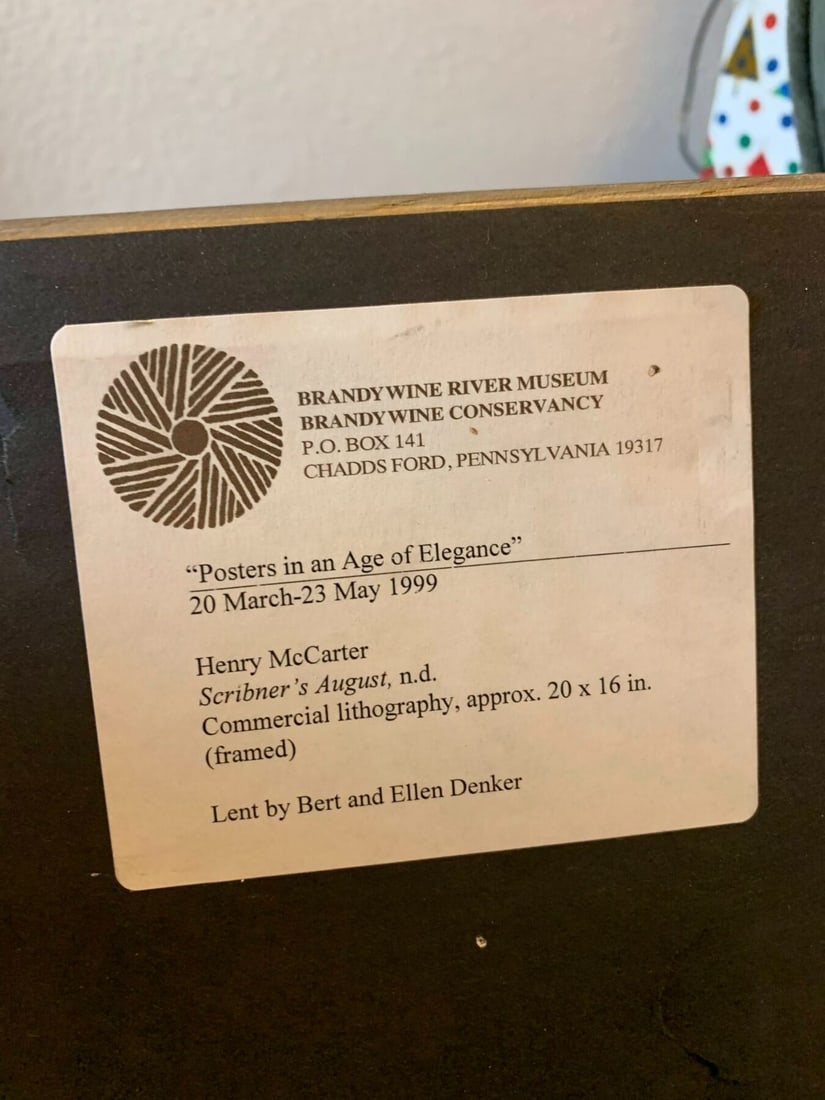 BRANDYWINE RIVER MUSEUM
BRANDYWINE CONSERVANCY
P.O. BOX 141
CHADDS FORD, PENNSYLVANIA 19317
“Posters in an Age of Elegance”
20 March-23 May 1999
Henry McCarter
Scribner’s August, n.d.
Commercial lithography, approx. 20 x 16 in.
(framed)
Lent by Bert and Ellen Denker